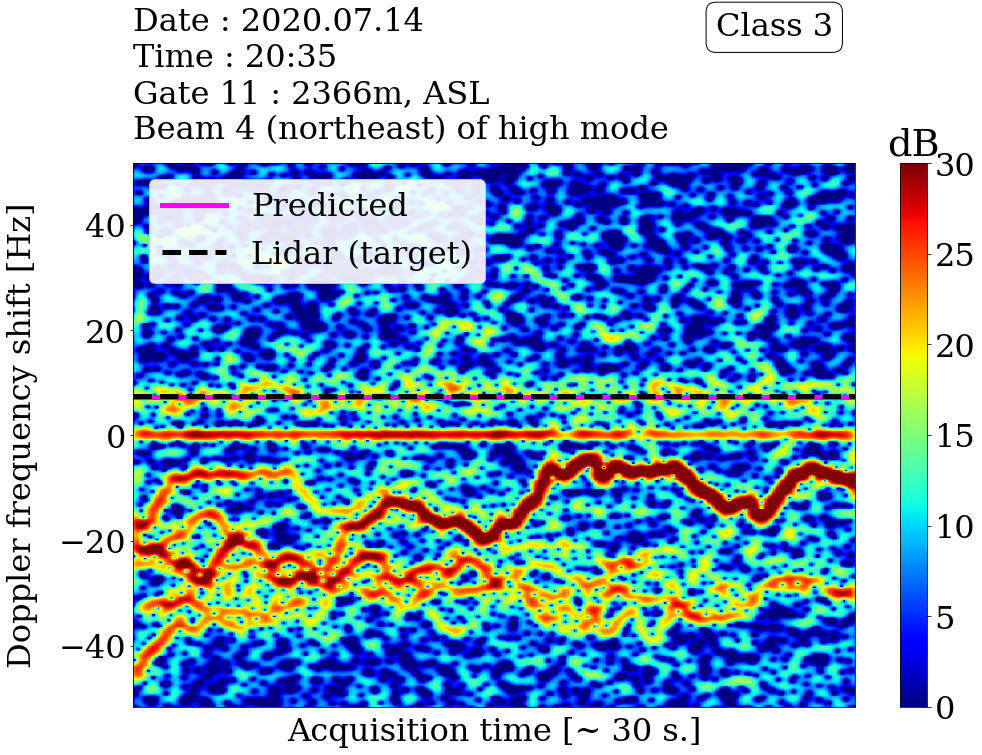 Date : 2020.07.14
Time : 20:35
Gate 11 : 2366m, ASL
Beam 4 (northeast) of high mode
Class 3
dB
Predicted
Lidar (target)
Doppler frequency shift [Hz]
40
20
0
−20
−40
Acquisition time [~ 30 s.]
30
25
20
15
10
5
0